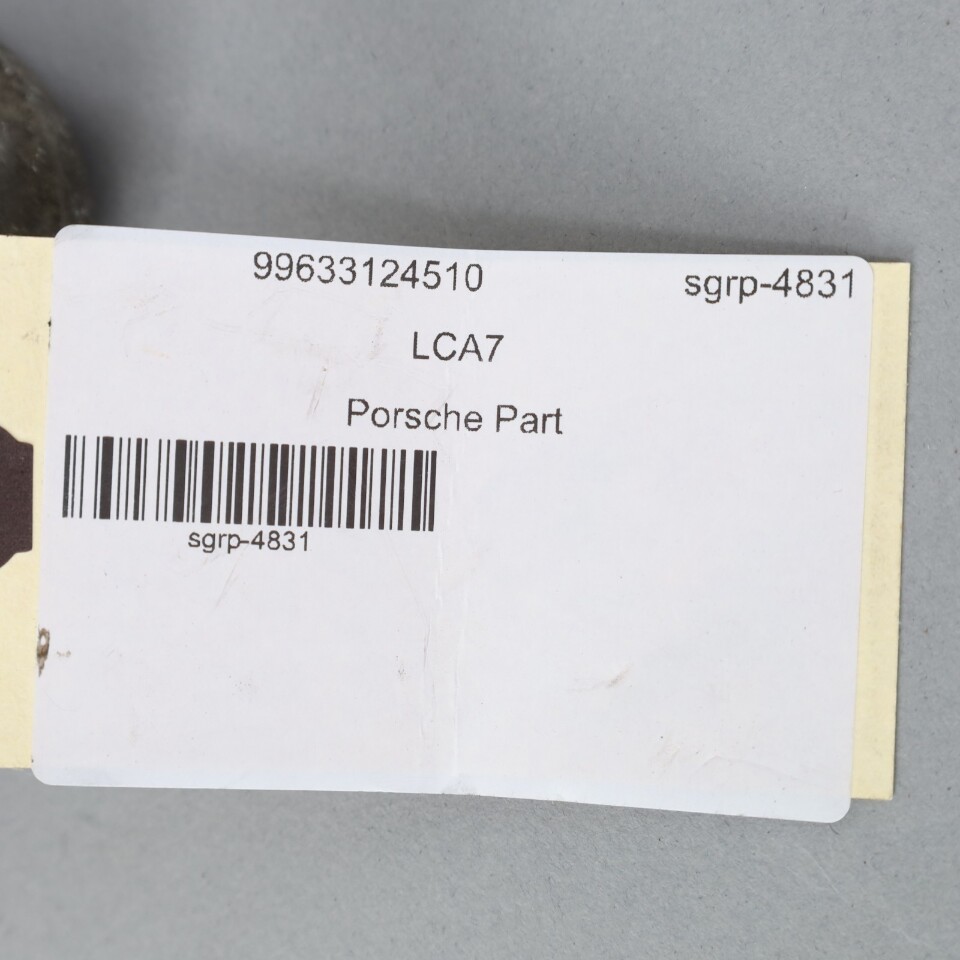 99633124510 sgrp-4831
LCA7
Porsche Part
sgrp-4831